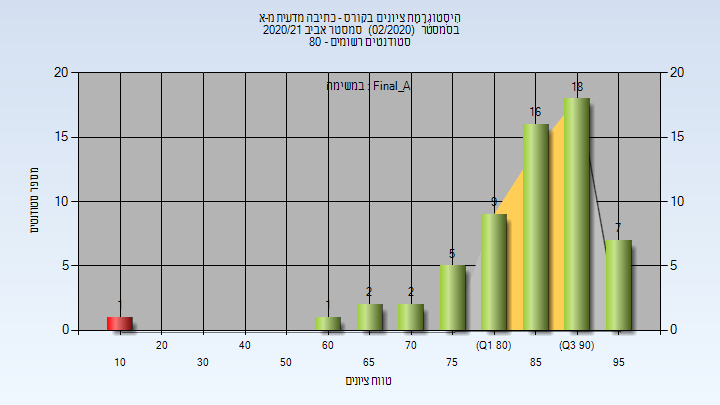 הִיסְטוֹגְרָמַת ציונים בקורס - כתיבה מדעית מ-א
בסמסטר (02/2020) סמסטר אביב 2020/21
סטודנטים רשומים - 80
במשימה : Final_A
מספר סטודנטים
20 20
15 15
10 10
5 5
0 0
1 1 2 2 5 9 16 18 7
20 40 60 70 (Q1 80) (Q3 90)
10 30 50 65 75 85 95
טווח ציונים